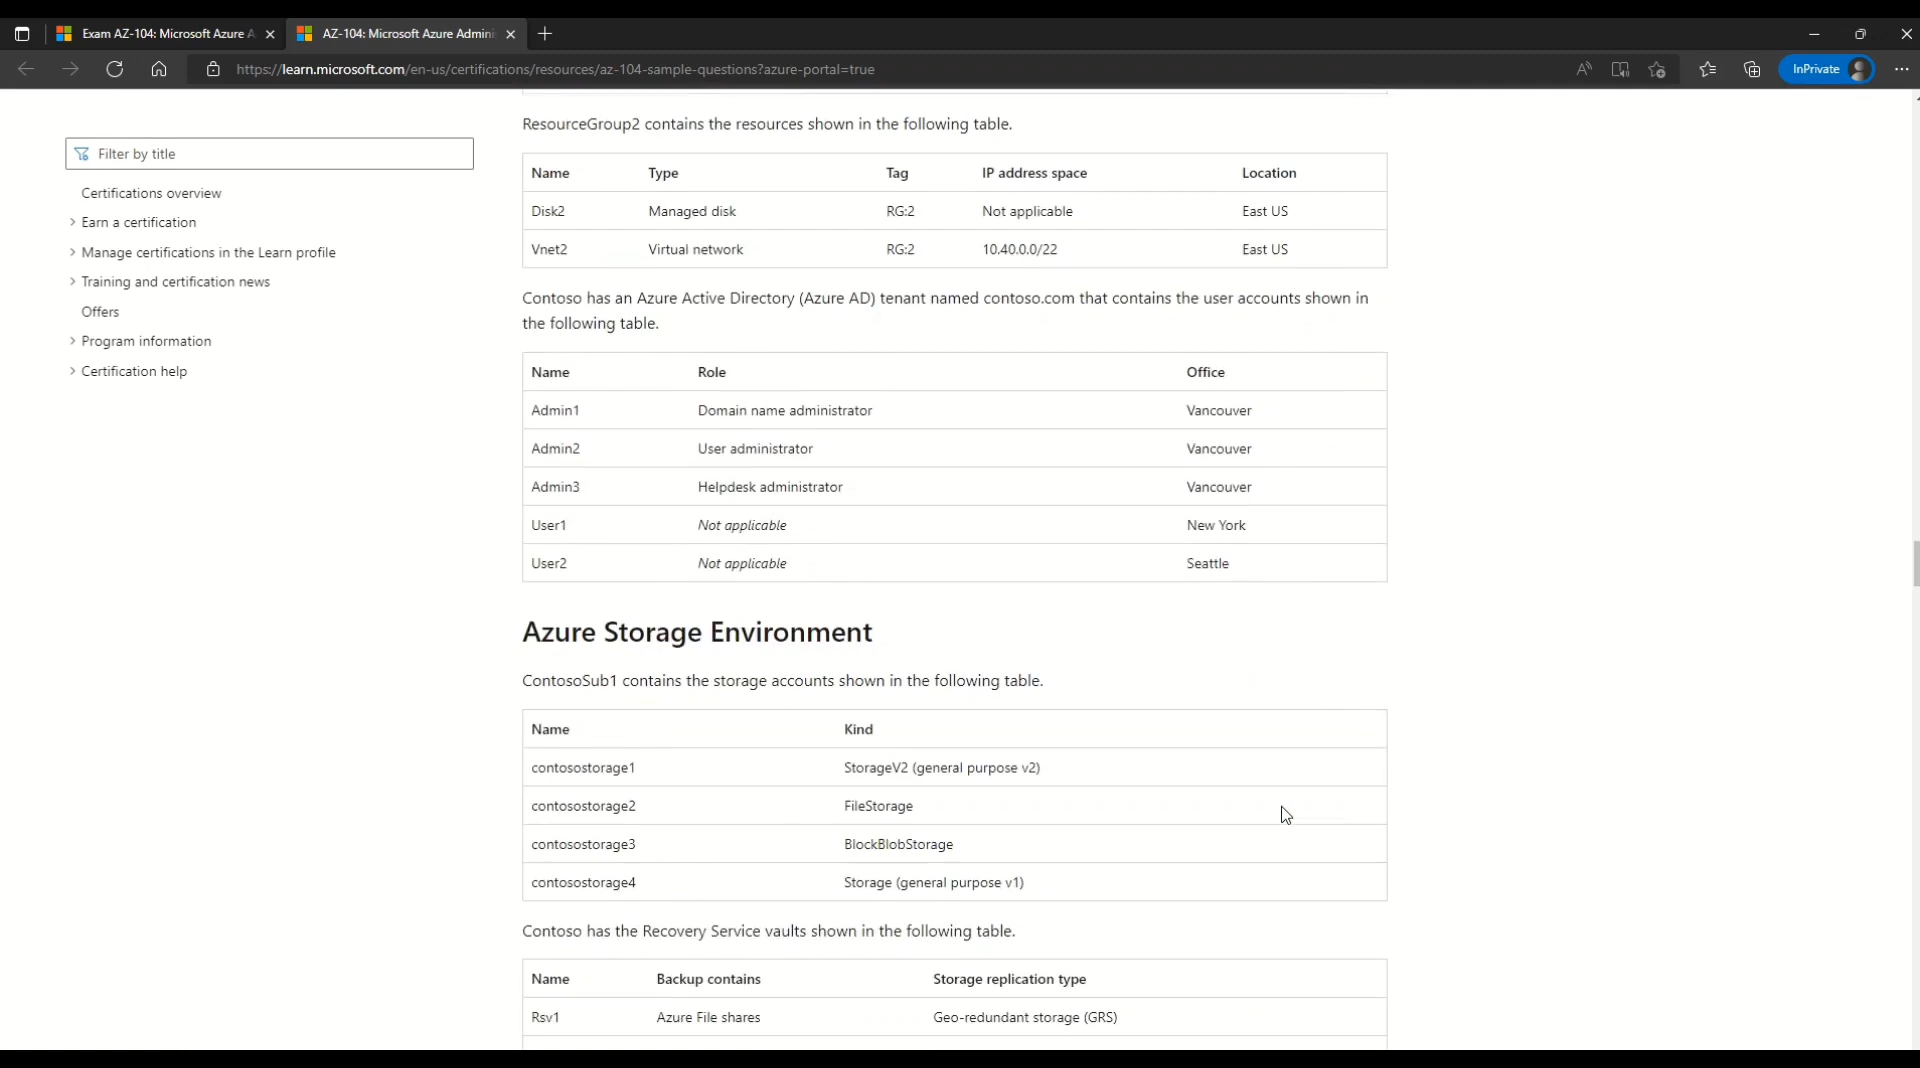 Exam AZ-104: Microsoft Azure A
AZ-104: Microsoft Azure Admini
https://learn.microsoft.com/en-us/certifications/resources/az-104-sample-questions?azure-portal=true
InPrivate
Filter by title
Certifications overview
Earn a certification
Manage certifications in the Learn profile
Training and certification news
Offers
Program information
Certification help
ResourceGroup2 contains the resources shown in the following table.
Name Type Tag IP address space Location
Disk2 Managed disk RG:2 Not applicable East US
Vnet2 Virtual network RG:2 10.40.0.0/22 East US
Contoso has an Azure Active Directory (Azure AD) tenant named contoso.com that contains the user accounts shown in
the following table.
Name Role Office
Admin1 Domain name administrator Vancouver
Admin2 User administrator Vancouver
Admin3 Helpdesk administrator Vancouver
User1 Not applicable New York
User2 Not applicable Seattle
Azure Storage Environment
ContosoSub1 contains the storage accounts shown in the following table.
Name Kind
contosostorage1 StorageV2 (general purpose v2)
contosostorage2 FileStorage
contosostorage3 BlockBlobStorage
contosostorage4 Storage (general purpose v1)
Contoso has the Recovery Service vaults shown in the following table.
Name Backup contains Storage replication type
Rsv1 Azure File shares Geo-redundant storage (GRS)